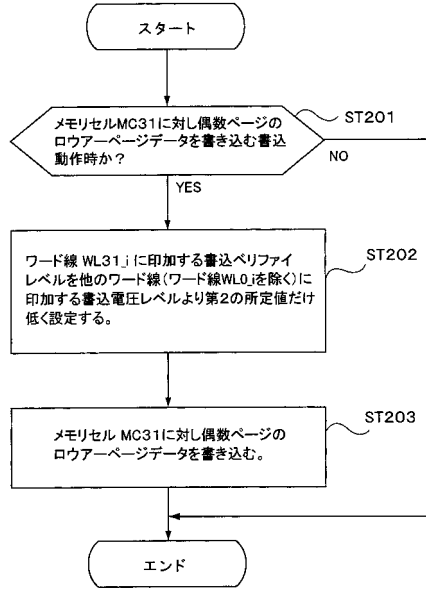 スタート
メモリセルMC31に対し偶数ページの
ロウアーページデータを書き込む書込
動作時か？
ST201
NO
YES
ワード線 WL31_i に印加する書込ベリファイ
レベルを他のワード線（ワード線WL0_iを除く）に
印加する書込電圧レベルより第２の所定値だけ
低く設定する。
ST202
メモリセル MC31に対し偶数ページの
ロウアーページデータを書き込む。
ST203
エンド